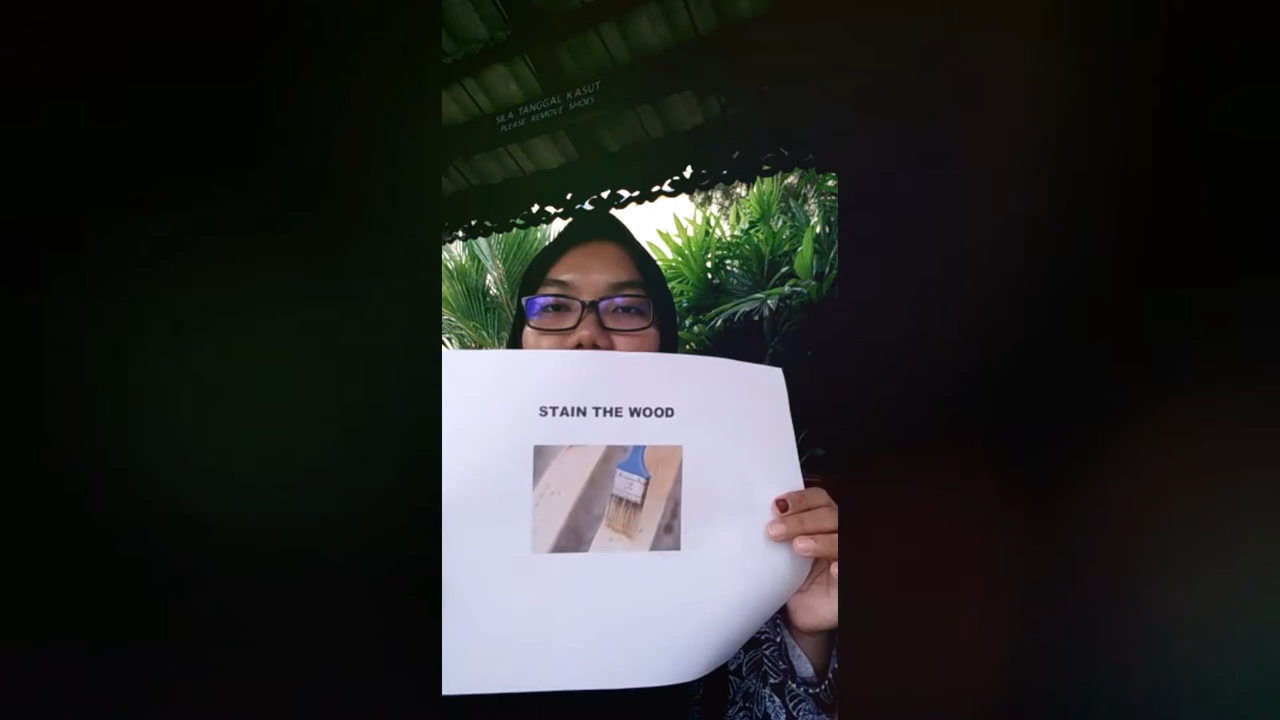 SILA TANGGAL KASUT
PLEASE REMOVE SHOES
STAIN THE WOOD